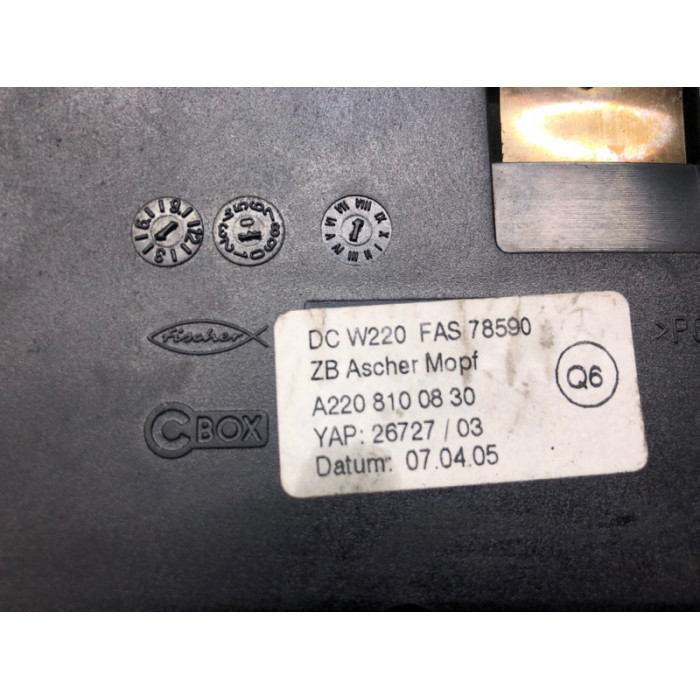 fischer
C BOX
DC W220 FAS 78590
ZB Ascher Mopf
A220 810 08 30
YAP: 26727 / 03
Datum: 07.04.05
Q6